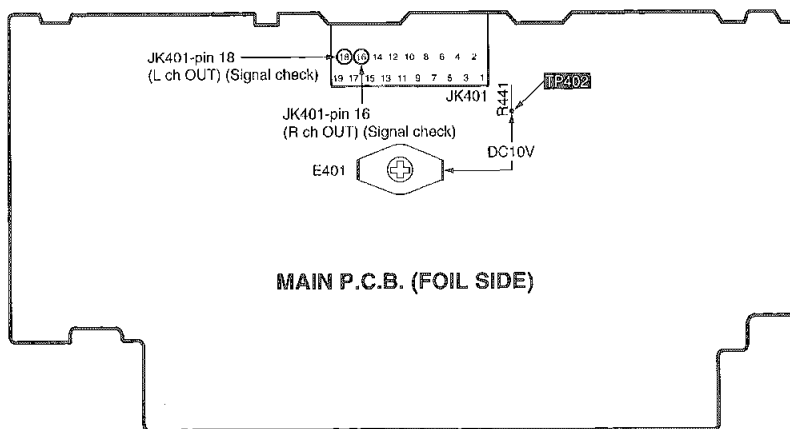 JK401-pin 18
(L ch OUT) (Signal check)
18 16 14 12 10 8 6 4 2
19 17 15 13 11 9 7 5 3 1
JK401
JK401-pin 16
(R ch OUT) (Signal check)
R441
TP402
DC10V
E401
MAIN P.C.B. (FOIL SIDE)